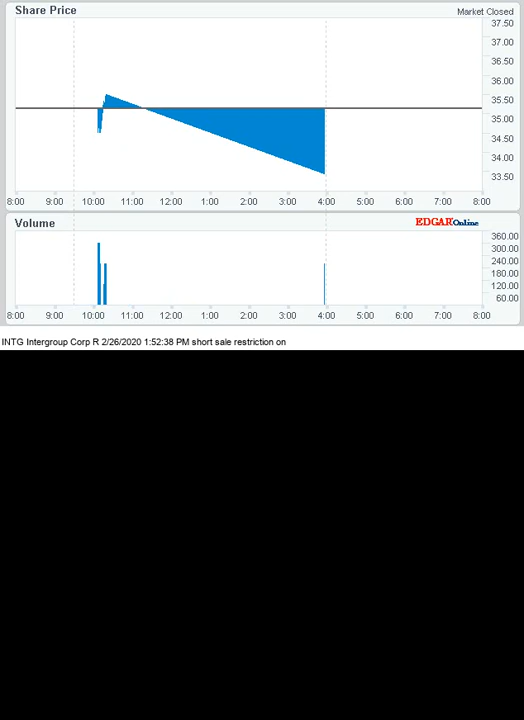 Share Price
Market Closed
37.50
37.00
36.50
36.00
35.50
35.00
34.50
34.00
33.50
8:00 9:00 10:00 11:00 12:00 1:00 2:00 3:00 4:00 5:00 6:00 7:00 8:00
Volume
EDGAR Online
360.00
300.00
240.00
180.00
120.00
60.00
8:00 9:00 10:00 11:00 12:00 1:00 2:00 3:00 4:00 5:00 6:00 7:00 8:00
INTG Intergroup Corp R 2/26/2020 1:52:38 PM short sale restriction on